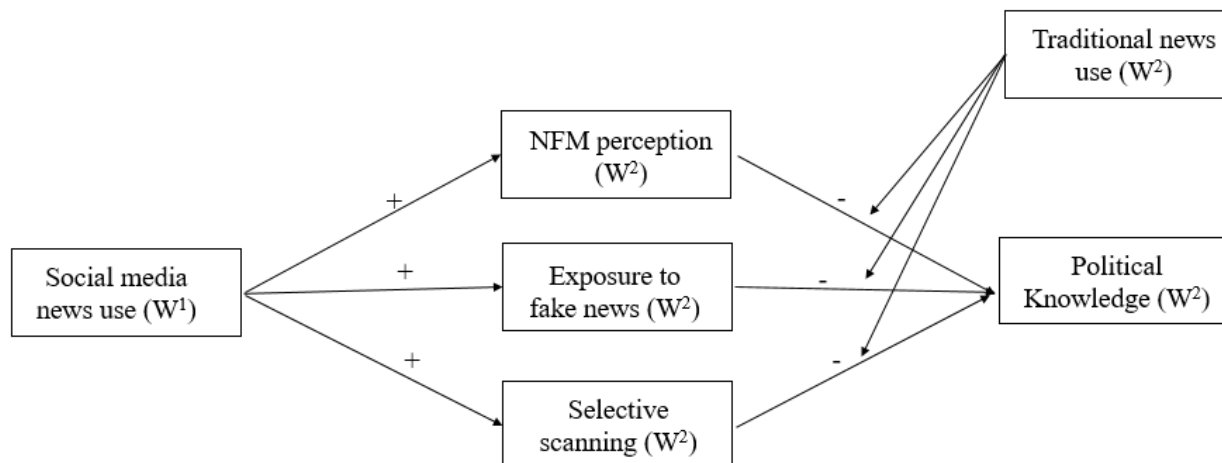 Traditional news
use (W²)
NFM perception
(W²)
+
-
Social media
news use (W¹)
+
Exposure to
fake news (W²)
-
Political
Knowledge (W²)
+
-
Selective
scanning (W²)